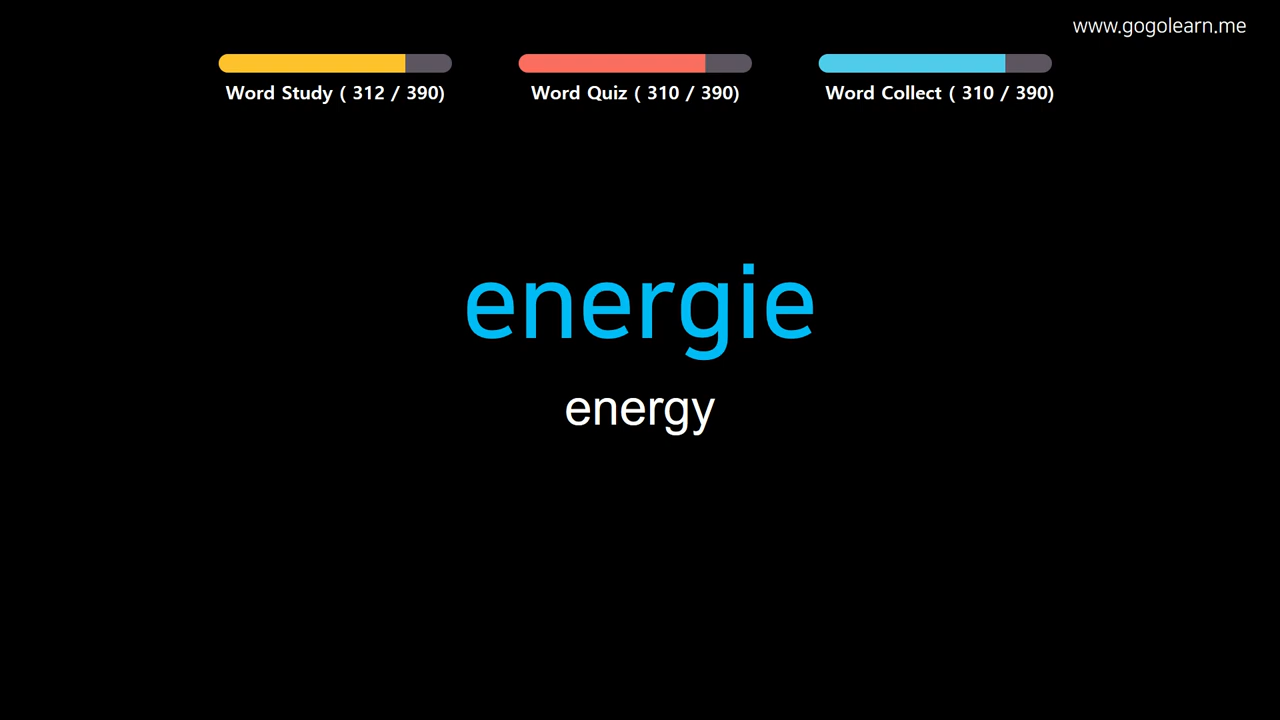 www.gogolearn.me
Word Study ( 312 / 390)
Word Quiz ( 310 / 390)
Word Collect ( 310 / 390)
energie
energy